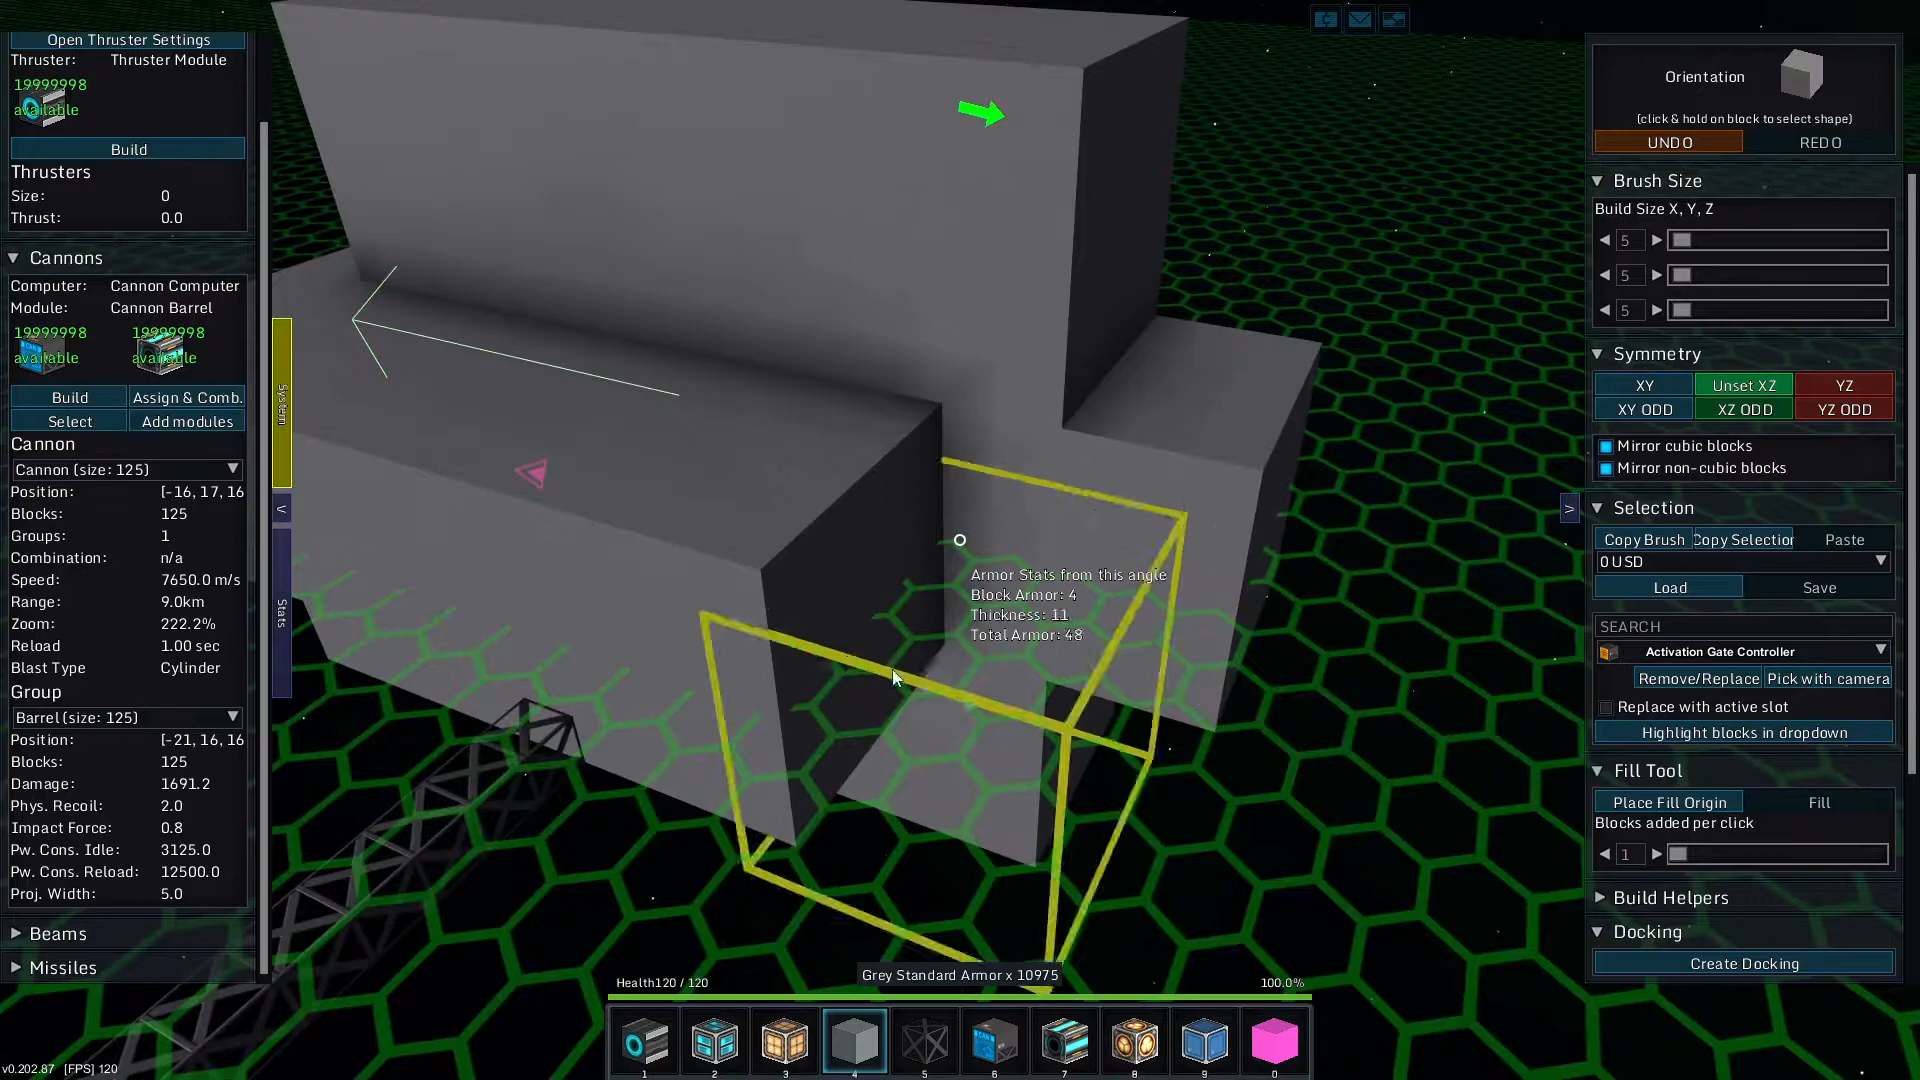 Open Thruster Settings
Thruster: Thruster Module
19999998
available
Build
Thrusters
Size: 0
Thrust: 0.0
Cannons
Computer: Cannon Computer
Module: Cannon Barrel
19999998 19999998
available available
Build Assign & Comb.
Select Add modules
Cannon
Cannon (size: 125)
Position: [-16, 17, 16
Blocks: 125
Groups: 1
Combination: n/a
Speed: 7650.0 m/s
Range: 9.0km
Zoom: 222.2%
Reload 1.00 sec
Blast Type Cylinder
Group
Barrel (size: 125)
Position: [-21, 16, 16
Blocks: 125
Damage: 1691.2
Phys. Recoil: 2.0
Impact Force: 0.8
Pw. Cons. Idle: 3125.0
Pw. Cons. Reload: 12500.0
Proj. Width: 5.0
Beams
Missiles
v0.202.87 [FPS] 120
System
V
Stats
Armor Stats from this angle
Block Armor: 4
Thickness: 11
Total Armor: 48
Grey Standard Armor x 10975
Health120 / 120 100.0%
1 2 3 4 5 6 7 8 9 0
Orientation
(click & hold on block to select shape)
UNDO REDO
Brush Size
Build Size X, Y, Z
5
5
5
Symmetry
XY Unset XZ YZ
XY ODD XZ ODD YZ ODD
Mirror cubic blocks
Mirror non-cubic blocks
Selection
Copy Brush Copy Selection Paste
0 USD
Load Save
SEARCH
Activation Gate Controller
Remove/Replace Pick with camera
Replace with active slot
Highlight blocks in dropdown
Fill Tool
Place Fill Origin Fill
Blocks added per click
1
Build Helpers
Docking
Create Docking